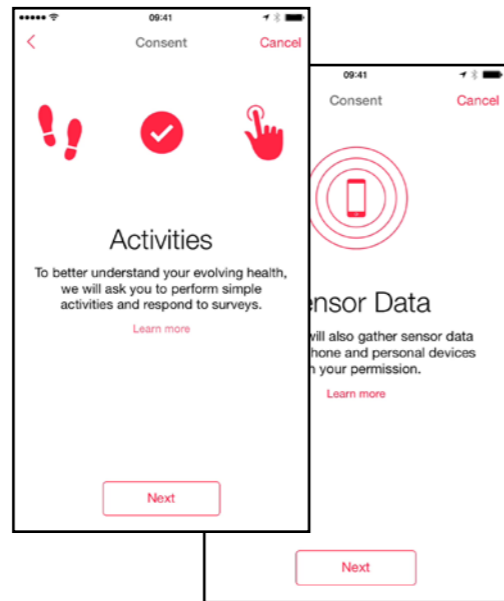 09:41
Consent
Cancel
Activities
To better understand your evolving health,
we will ask you to perform simple
activities and respond to surveys.
Learn more
Next
09:41
Consent
Cancel
nsor Data
will also gather sensor data
hone and personal devices
your permission.
Learn more
Next